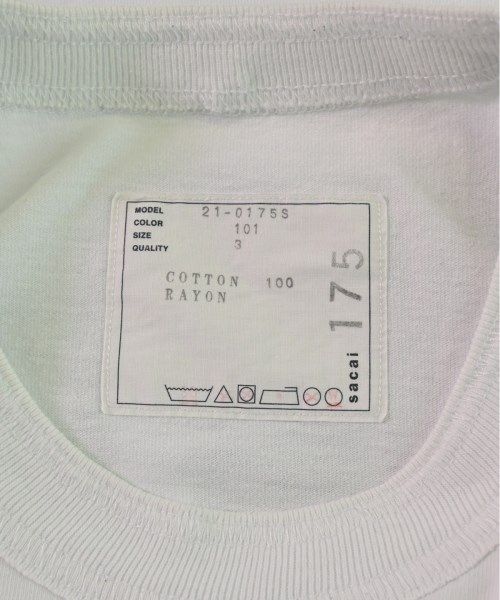 MODEL 21-0175S
COLOR 101
SIZE 3
QUALITY
COTTON 100
RAYON
175
sacai